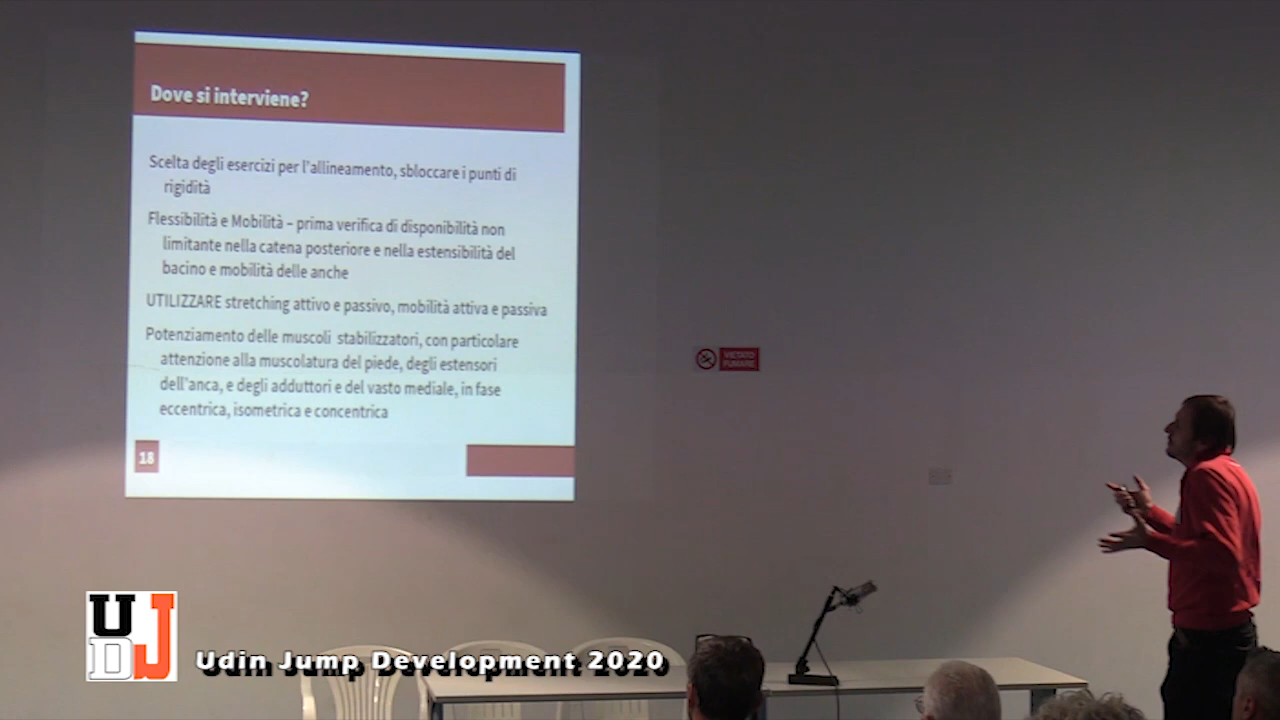 Dove si interviene?
Scelta degli esercizi per l'allineamento, sbloccare i punti di
rigidità
Flessibilità e Mobilità – prima verifica di disponibilità non
limitante nella catena posteriore e nella estensibilità del
bacino e mobilità delle anche
UTILIZZARE stretching attivo e passivo, mobilità attiva e passiva
Potenziamento delle muscoli stabilizzatori, con particolare
attenzione alla muscolatura del piede, degli estensori
dell'anca, e degli adduttori e del vasto mediale, in fase
eccentrica, isometrica e concentrica
18
VIETATO
FUMARE
UDJ
Udin Jump Development 2020